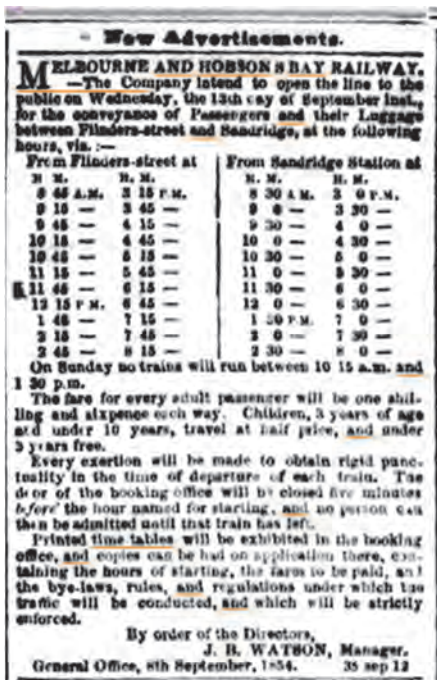 New Advertisements.
MELBOURNE AND HOBSON'S BAY RAILWAY.
—The Company intend to open the line to the
public on Wednesday, the 13th day of September inst.,
for the conveyance of Passengers and their Luggage
between Flinders-street and Sandridge, at the following
hours, viz. :—
From Flinders-street at From Sandridge Station at
H. M. H. M. H. M. H. M.
8 45 A.M. 3 15 P.M. 8 30 A.M. 3 0 P.M.
9 15 — 3 45 — 9 0 — 3 30 —
9 45 — 4 15 — 9 30 — 4 0 —
10 15 — 4 45 — 10 0 — 4 30 —
10 45 — 5 15 — 10 30 — 5 0 —
11 15 — 5 45 — 11 0 — 5 30 —
11 45 — 6 15 — 11 30 — 6 0 —
12 15 P.M. 6 45 — 12 0 — 6 30 —
1 45 — 7 15 — 1 30 P.M. 7 0 —
2 15 — 7 45 — 2 0 — 7 30 —
2 45 — 8 15 — 2 30 — 8 0 —
On Sunday no trains will run between 10 15 a.m. and
1 30 p.m.
The fare for every adult passenger will be one shil-
ling and sixpence each way. Children, 3 years of age
and under 10 years, travel at half price, and under
3 years free.
Every exertion will be made to obtain rigid punc-
tuality in the time of departure of each train. The
door of the booking office will be closed five minutes
before the hour named for starting, and no person can
then be admitted until that train has left.
Printed time tables will be exhibited in the booking
office, and copies can be had on application there, con-
taining the hours of starting, the fares to be paid, and
the bye-laws, rules, and regulations under which the
traffic will be conducted, and which will be strictly
enforced.
By order of the Directors,
J. B. WATSON, Manager.
General Office, 8th September, 1854. 35 sep 12